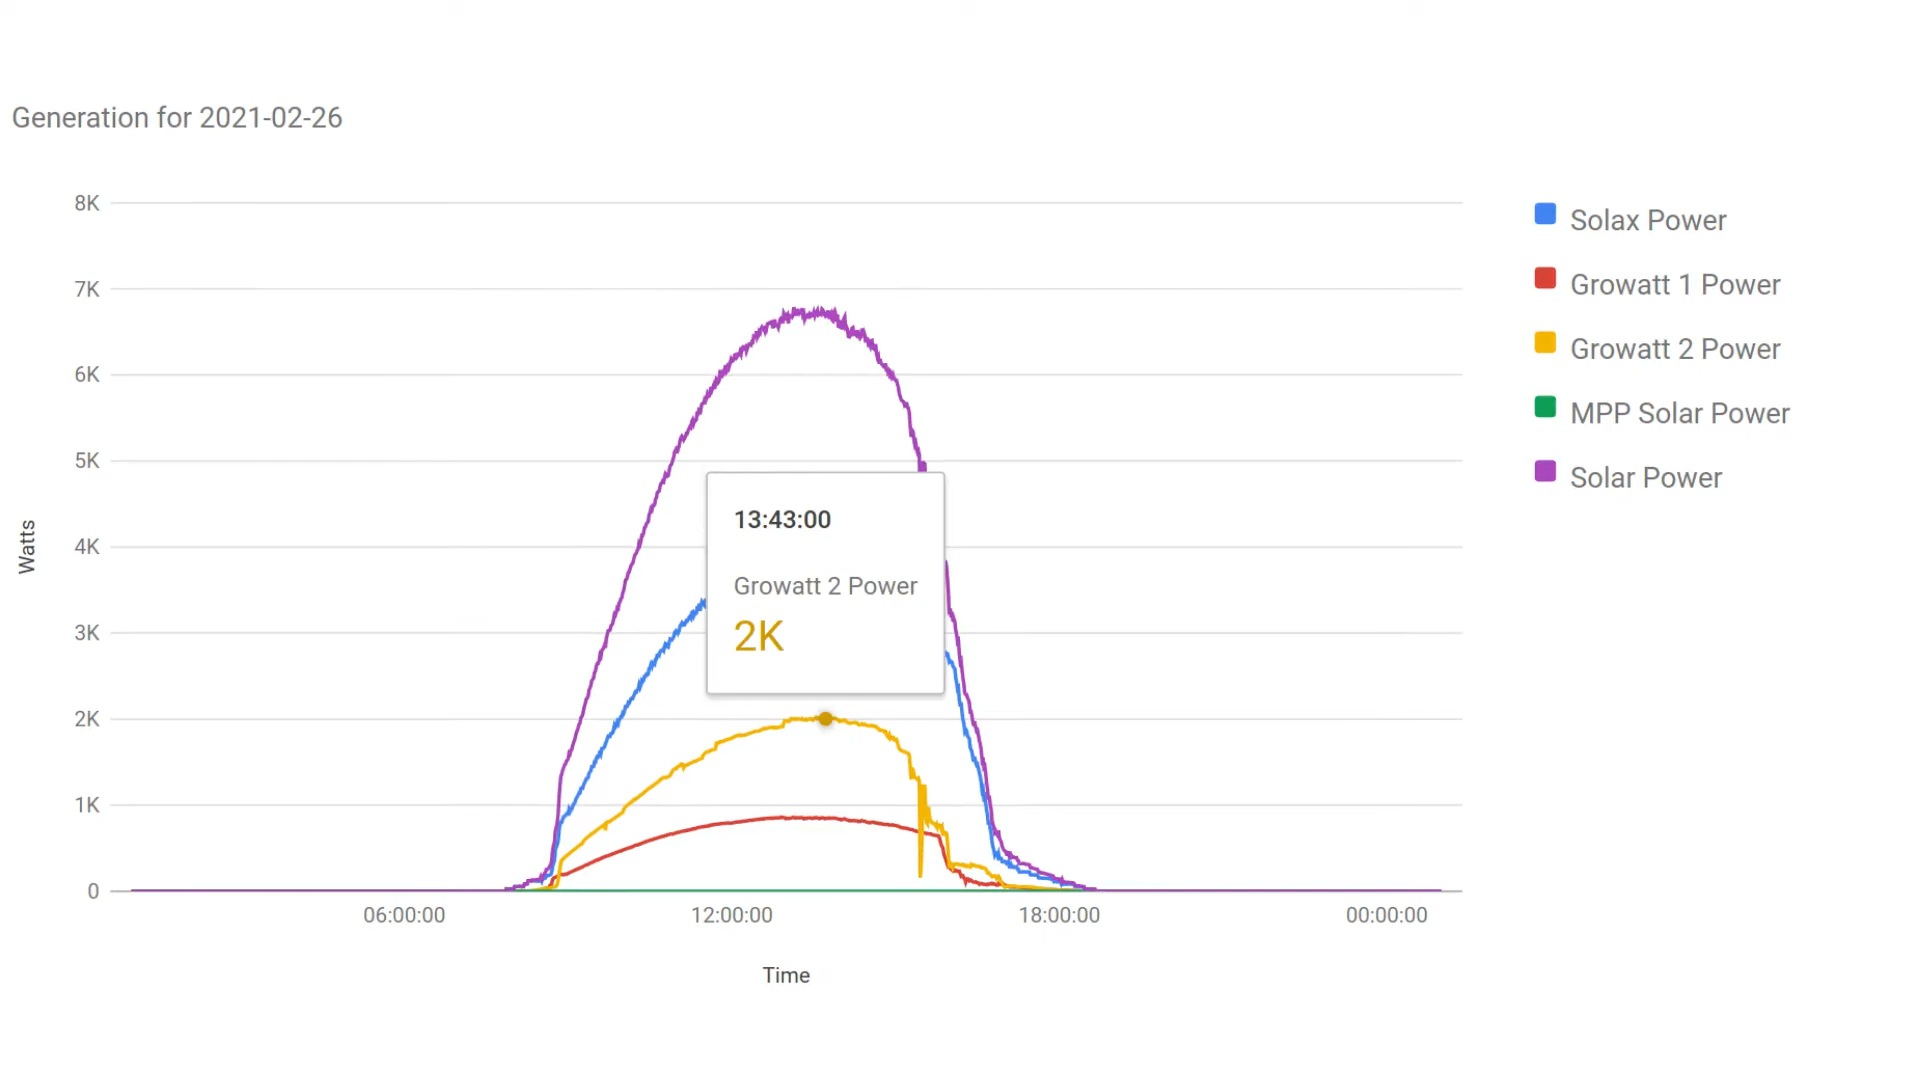 Generation for 2021-02-26
8K
7K
6K
5K
4K
3K
2K
1K
0
Watts
13:43:00
Growatt 2 Power
2K
06:00:00
12:00:00
18:00:00
00:00:00
Time
Solax Power
Growatt 1 Power
Growatt 2 Power
MPP Solar Power
Solar Power